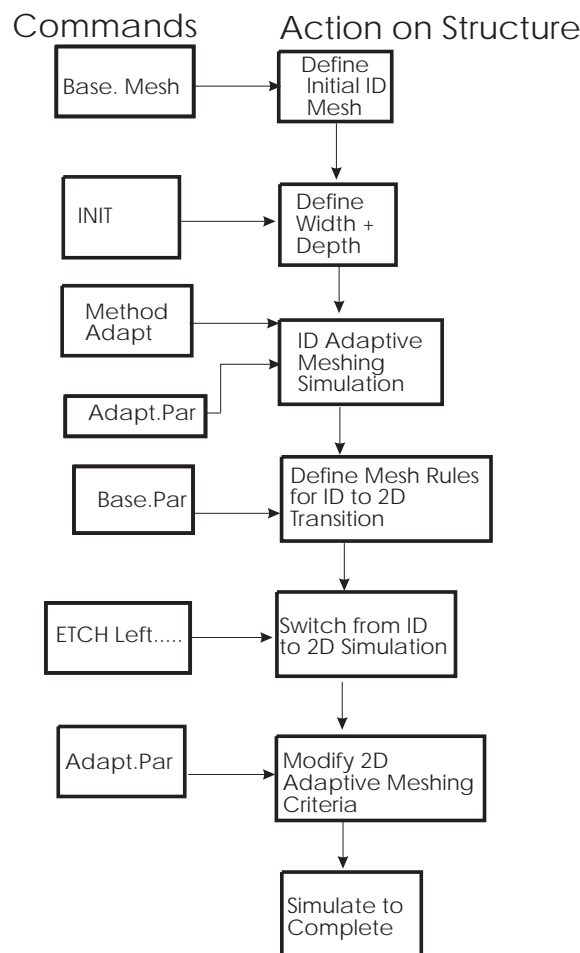 Commands
Action on Structure
Base. Mesh
Define
Initial ID
Mesh
INIT
Define
Width +
Depth
Method
Adapt
ID Adaptive
Meshing
Simulation
Adapt.Par
Base.Par
Define Mesh Rules
for ID to 2D
Transition
ETCH Left.....
Switch from ID
to 2D Simulation
Adapt.Par
Modify 2D
Adaptive Meshing
Criteria
Simulate to
Complete